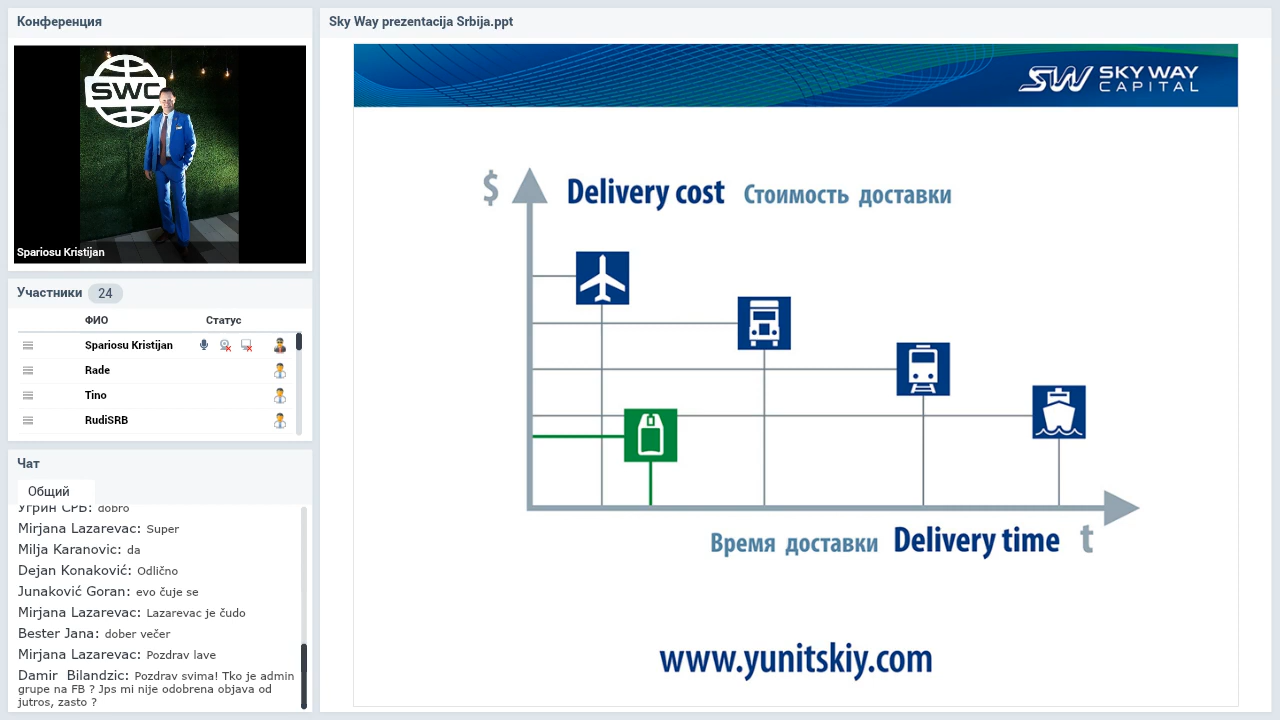 Конференция
SWC
Spariosu Kristijan
Участники 24
ФИО Статус
Spariosu Kristijan
Rade
Tino
RudiSRB
Чат
Общий
Угрин СРБ: dobro
Mirjana Lazarevac: Super
Milja Karanovic: da
Dejan Konaković: Odlično
Junaković Goran: evo čuje se
Mirjana Lazarevac: Lazarevac je čudo
Bester Jana: dober večer
Mirjana Lazarevac: Pozdrav lave
Damir Bilandzic: Pozdrav svima! Tko je admin
grupe na FB ? Jps mi nije odobrena objava od
jutros, zasto ?
Sky Way prezentacija Srbija.ppt
SW SKY WAY
CAPITAL
$ Delivery cost Стоимость доставки
Время доставки Delivery time t
www.yunitskiy.com